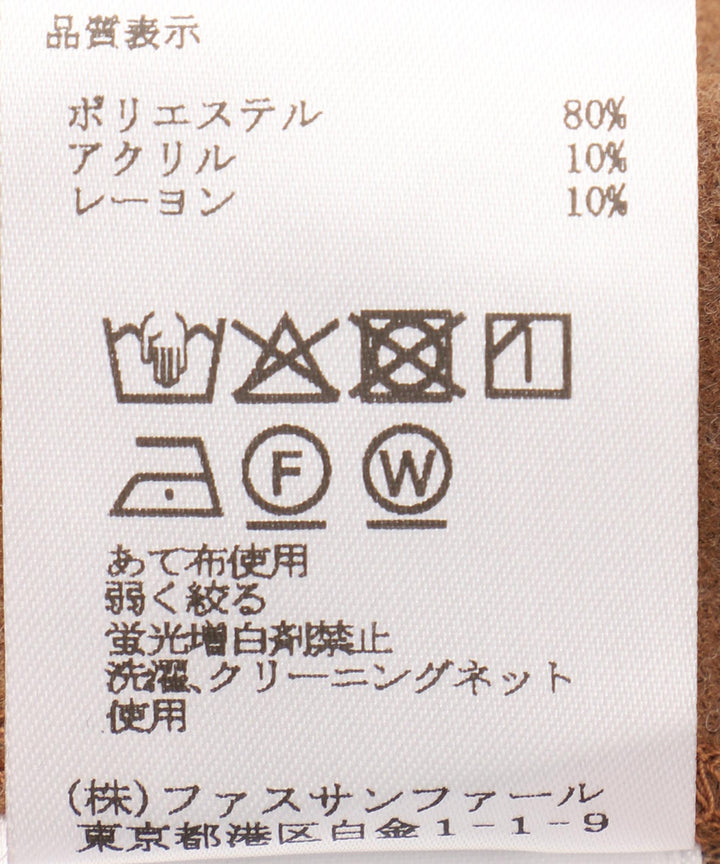 品質表示
ポリエステル 80%
アクリル 10%
レーヨン 10%
F W
あて布使用
弱く絞る
蛍光増白剤禁止
洗濯、クリーニングネット
使用
(株)ファスサンファール
東京都港区白金1-1-9